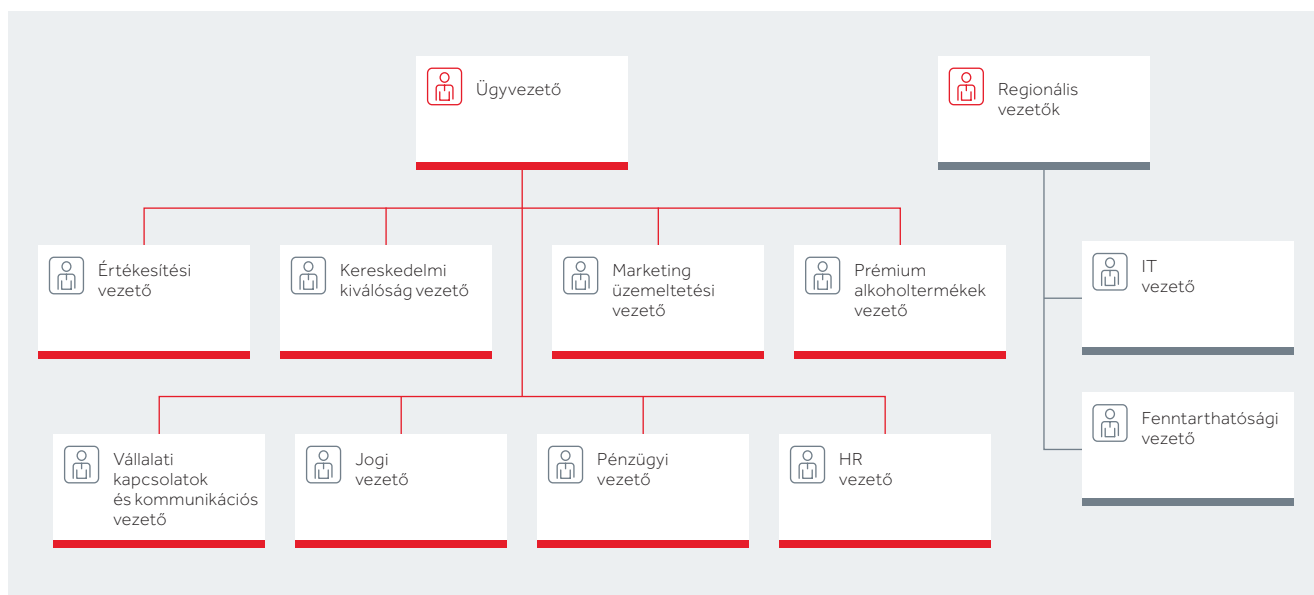 Ügyvezető
Regionális
vezetők
Értékesítési
vezető
Kereskedelmi
kiválóság vezető
Marketing
üzemeltetési
vezető
Prémium
alkoholtermékek
vezető
IT
vezető
Vállalati
kapcsolatok
és kommunikációs
vezető
Jogi
vezető
Pénzügyi
vezető
HR
vezető
Fenntarthatósági
vezető